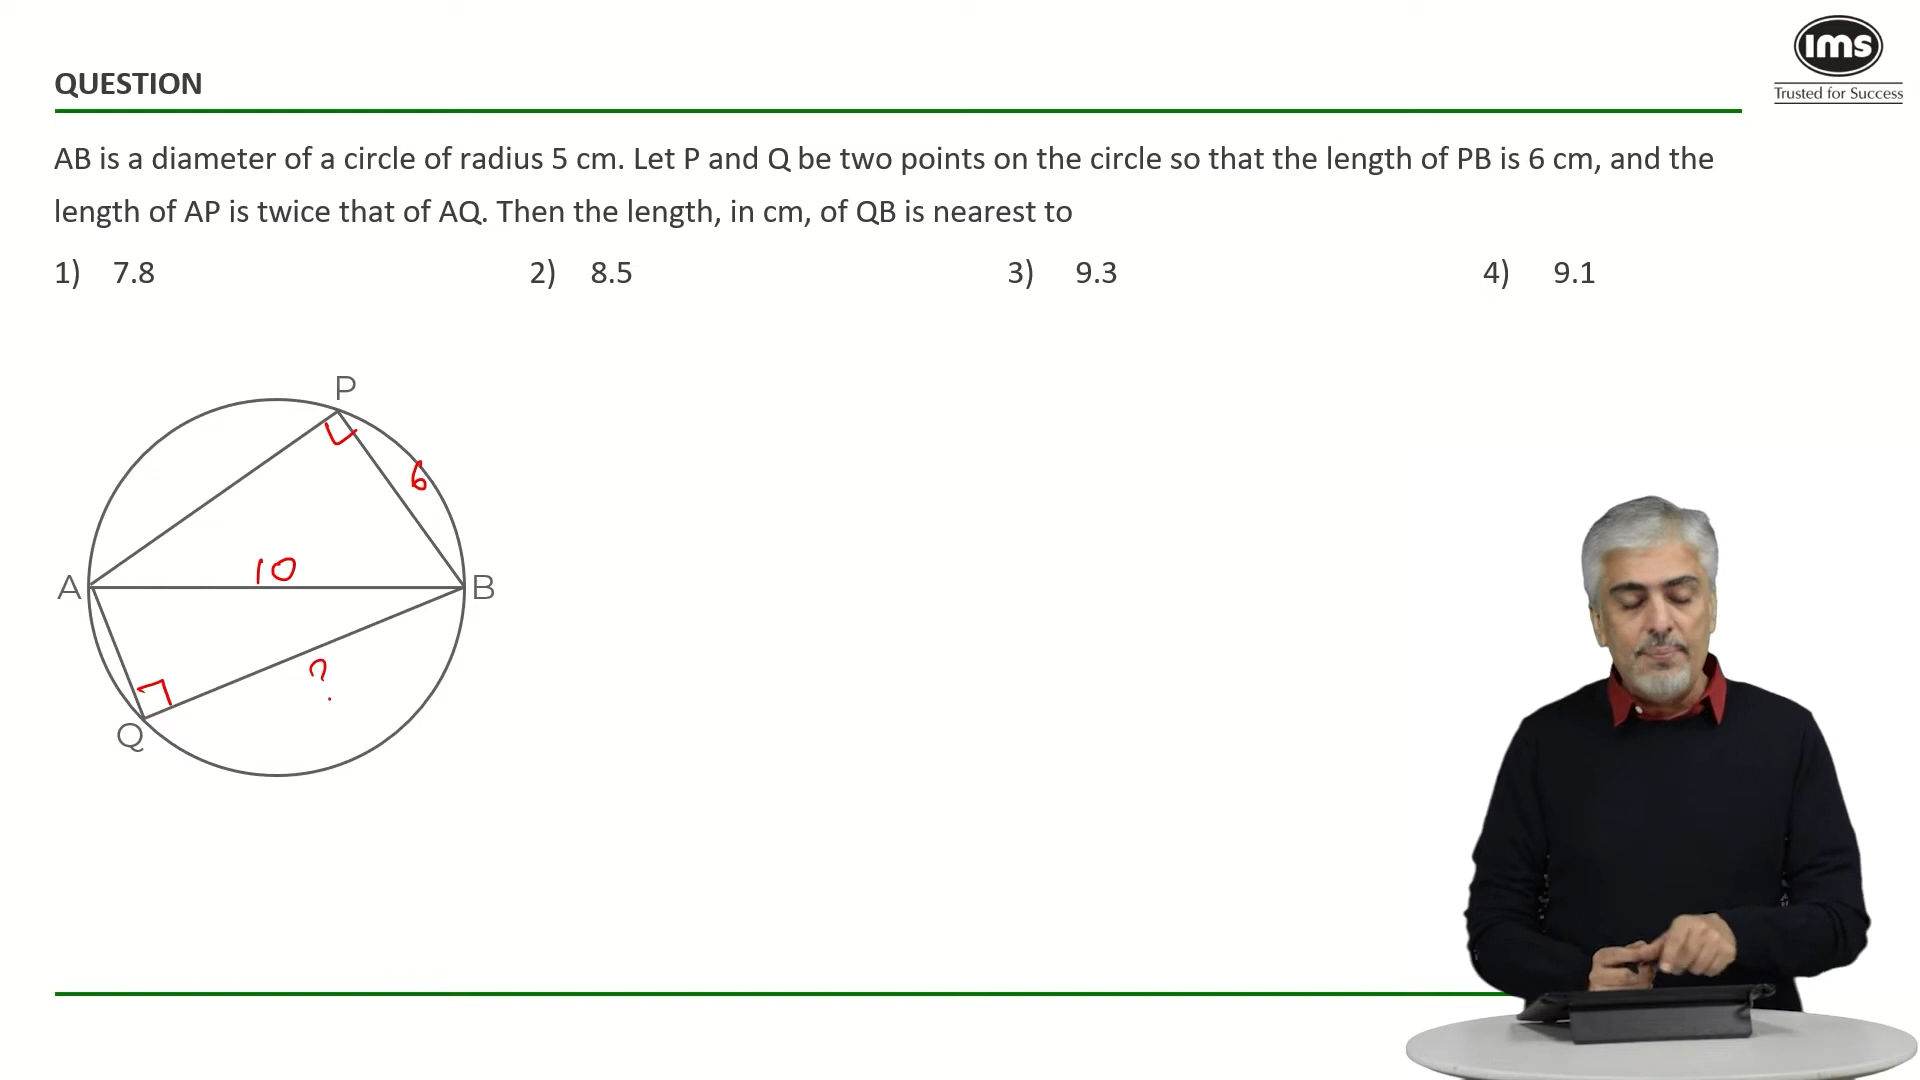 ims
Trusted for Success
QUESTION
AB is a diameter of a circle of radius 5 cm. Let P and Q be two points on the circle so that the length of PB is 6 cm, and the
length of AP is twice that of AQ. Then the length, in cm, of QB is nearest to
1) 7.8 2) 8.5 3) 9.3 4) 9.1
P
6
10
A B
?
Q